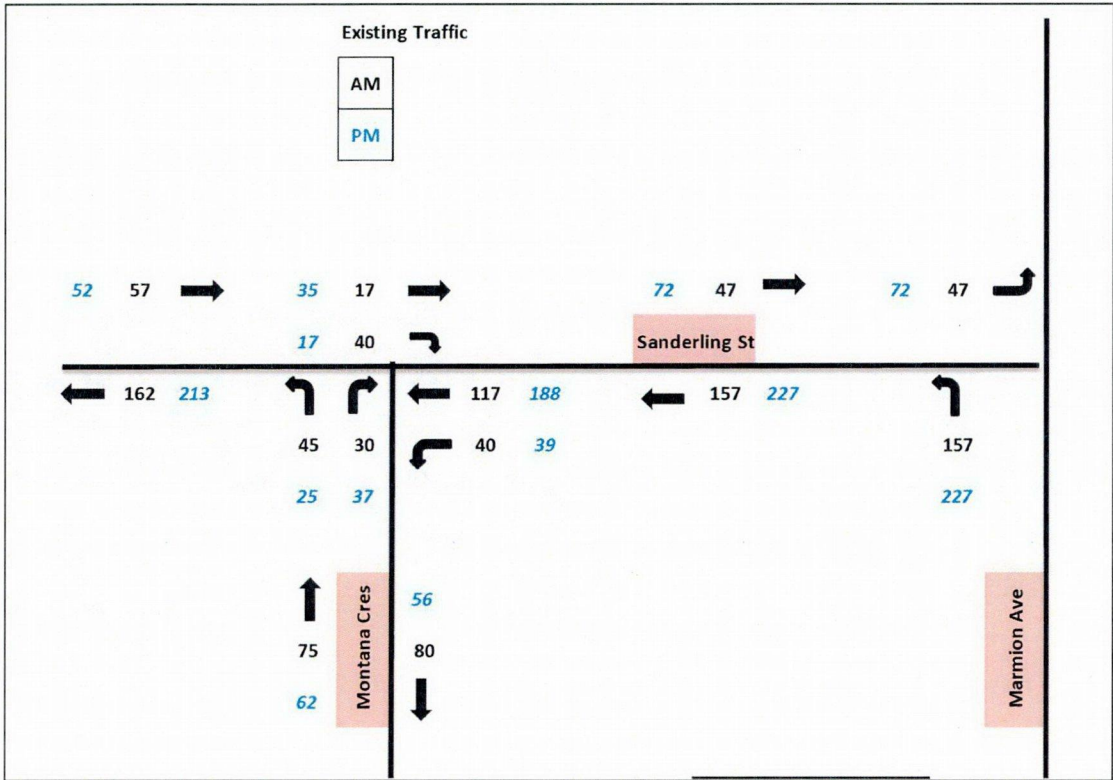 Existing Traffic
AM
PM
52 57 35 17 72 47 72 47
17 40 Sanderling St
162 213 117 188 157 227
45 30 40 39 157
25 37 227
56
75 80
62
Montana Cres
Marmion Ave